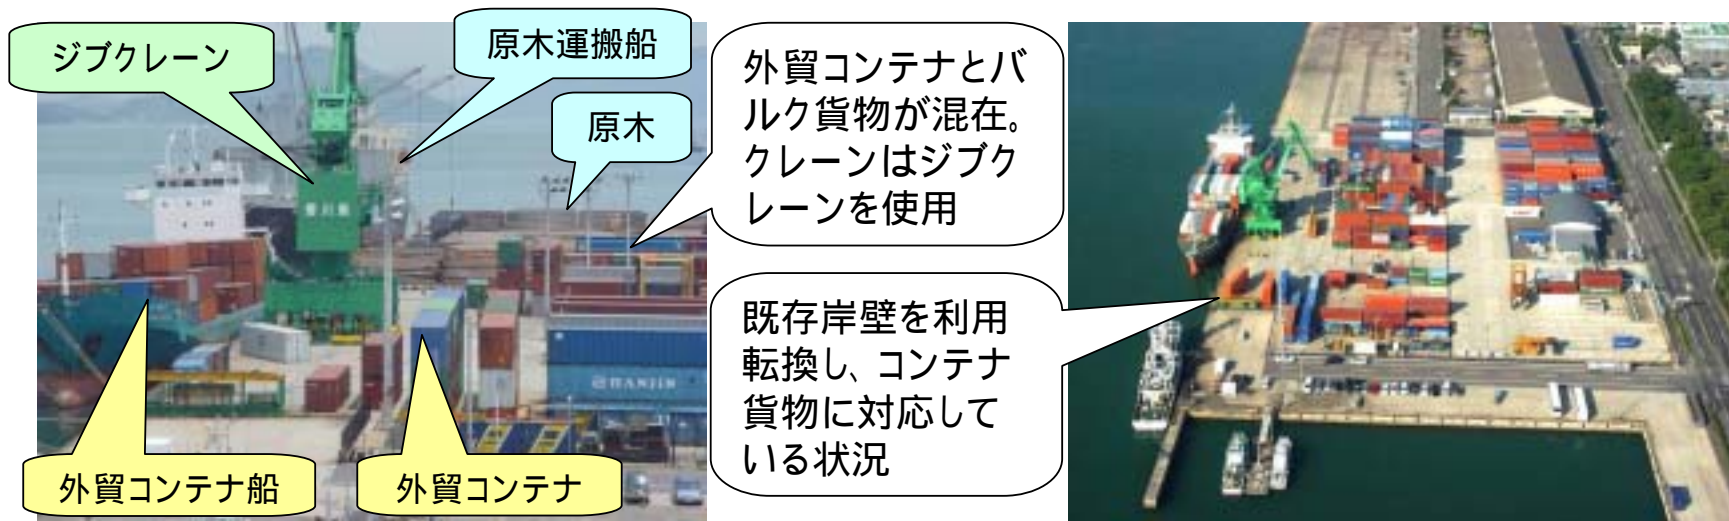 ジブクレーン
原木運搬船
原木
外貿コンテナとバ
ルク貨物が混在。
クレーンはジブク
レーンを使用
既存岸壁を利用
転換し、コンテナ
貨物に対応して
いる状況
外貿コンテナ船
外貿コンテナ
香川県
HANJIN